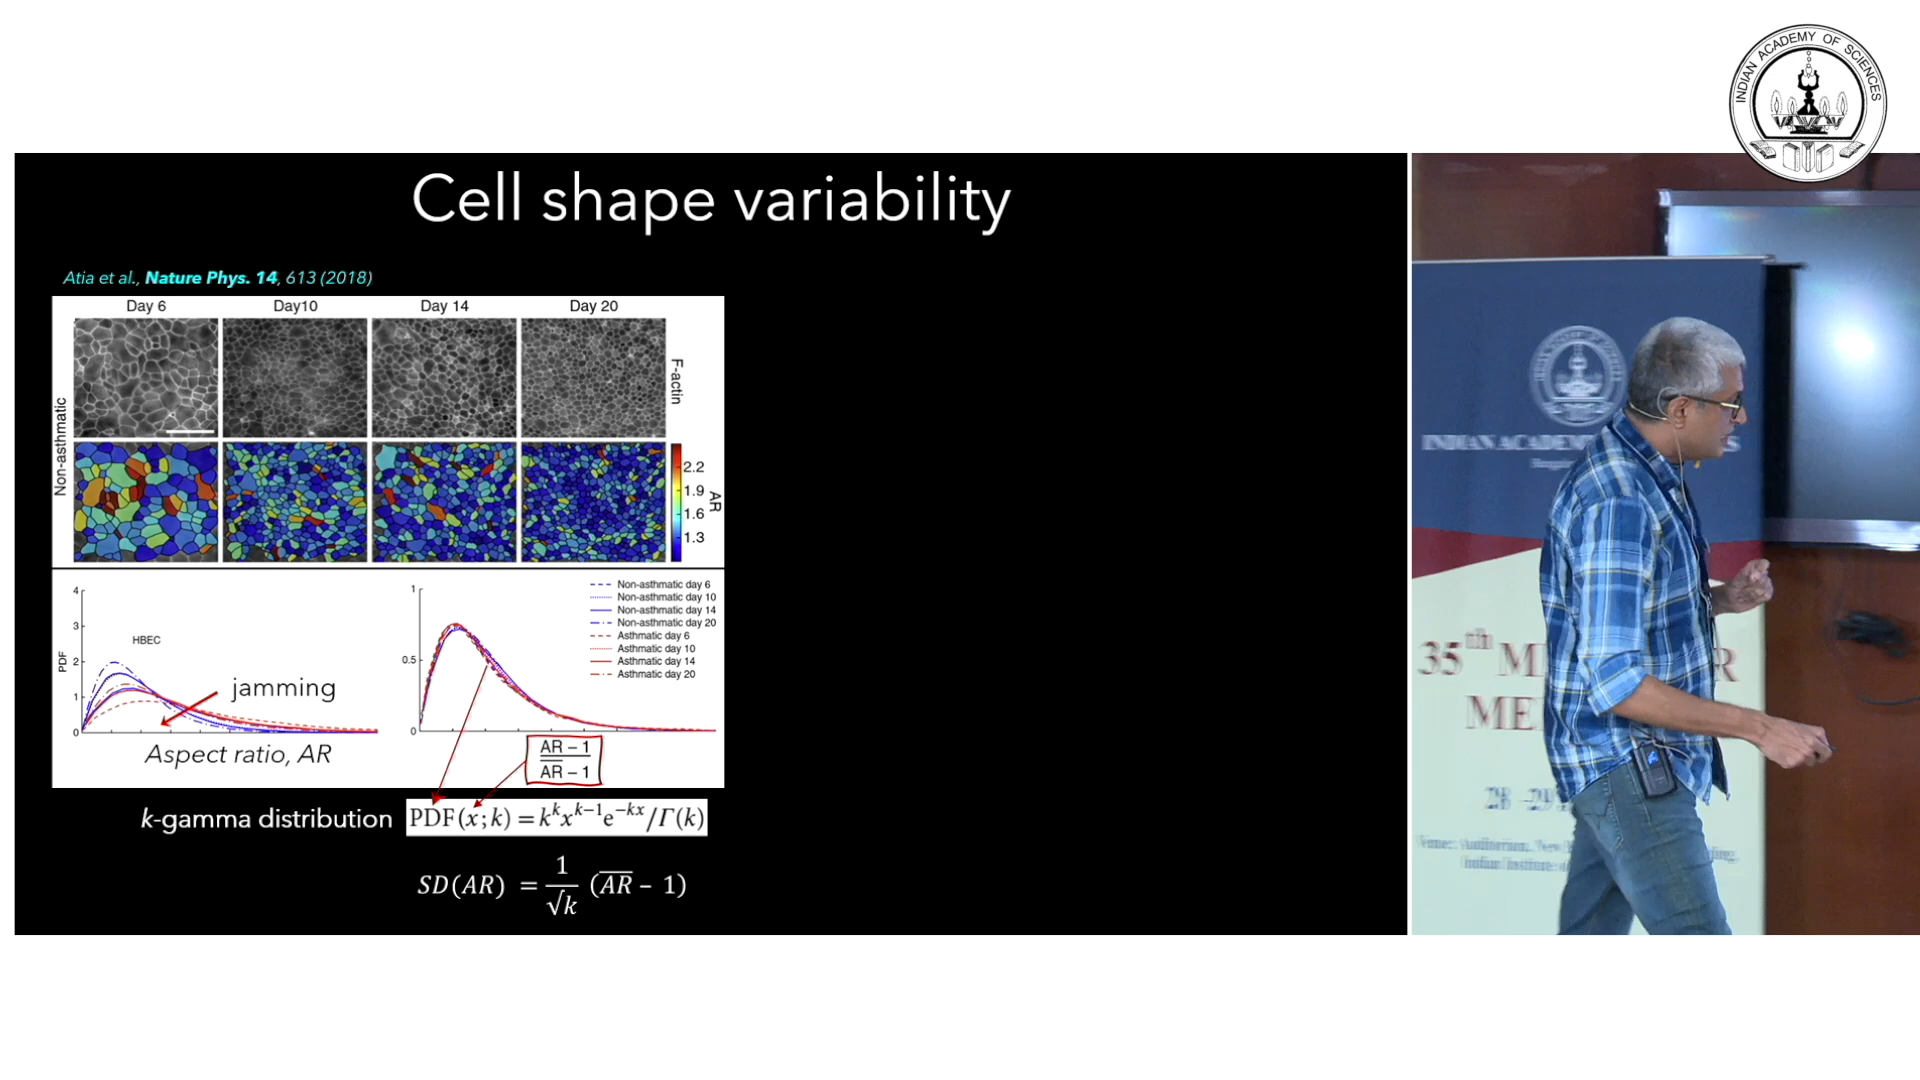 INDIAN ACADEMY OF SCIENCES
Cell shape variability
Atia et al., Nature Phys. 14, 613 (2018)
Day 6 Day10 Day 14 Day 20
Non-asthmatic
F-actin
2.2
1.9
1.6
1.3
AR
4
3
2
1
0
PDF
HBEC
jamming
Aspect ratio, AR
1
0.5
0
Non-asthmatic day 6
Non-asthmatic day 10
Non-asthmatic day 14
Non-asthmatic day 20
Asthmatic day 6
Asthmatic day 10
Asthmatic day 14
Asthmatic day 20
AR – 1
A̅R̅ – 1
k-gamma distribution PDF(x; k) = kᵏxᵏ⁻¹e⁻ᵏˣ/Γ(k)
SD(AR) = 1/√k (A̅R̅ – 1)
INDIAN ACADE
35th M R
ME
28 -29